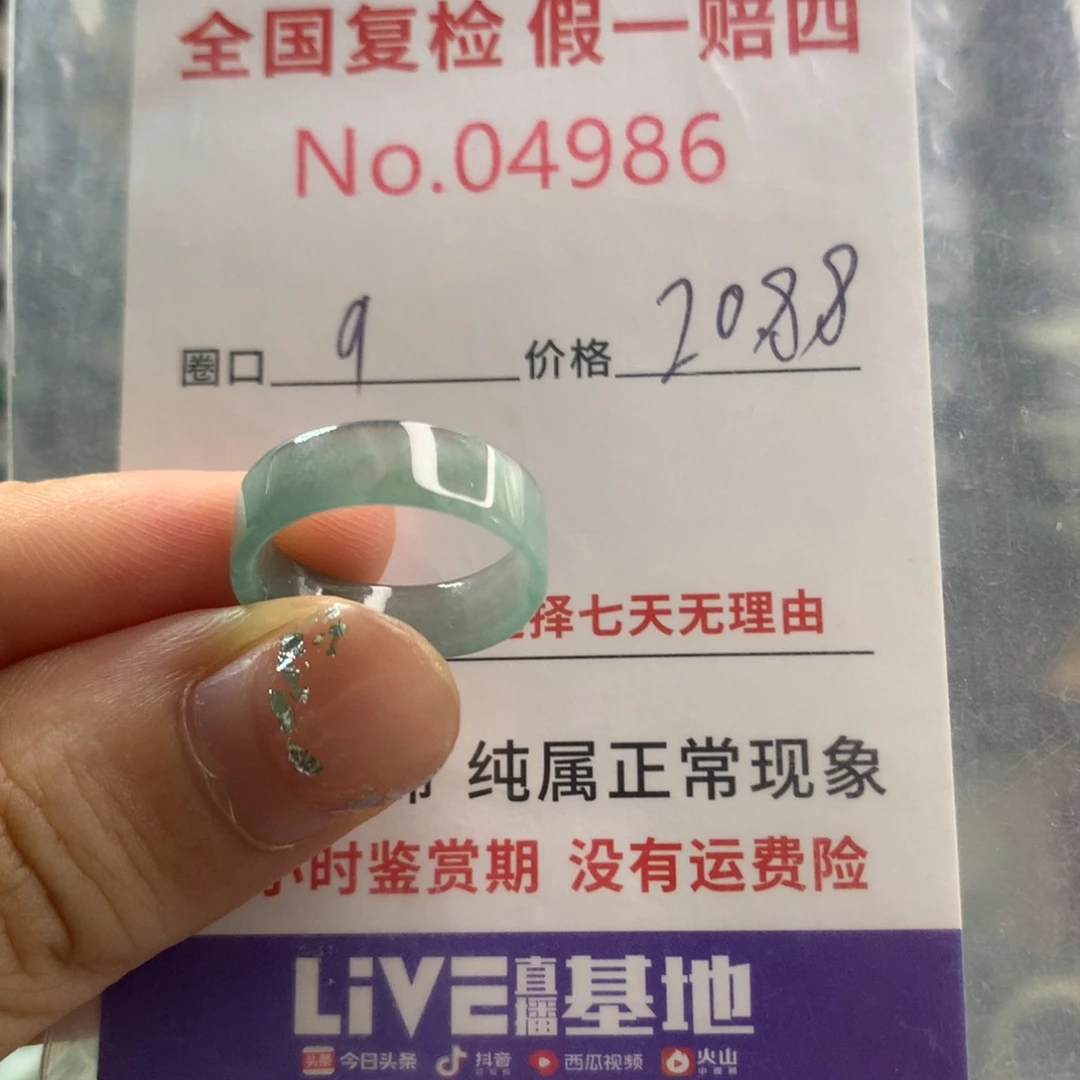 全国复检 假一赔四
No.04986
圈口 9 价格 2088
择七天无理由
纯属正常现象
小时鉴赏期 没有运费险
LiVE直播基地
头条 今日头条 抖音 西瓜视频 火山